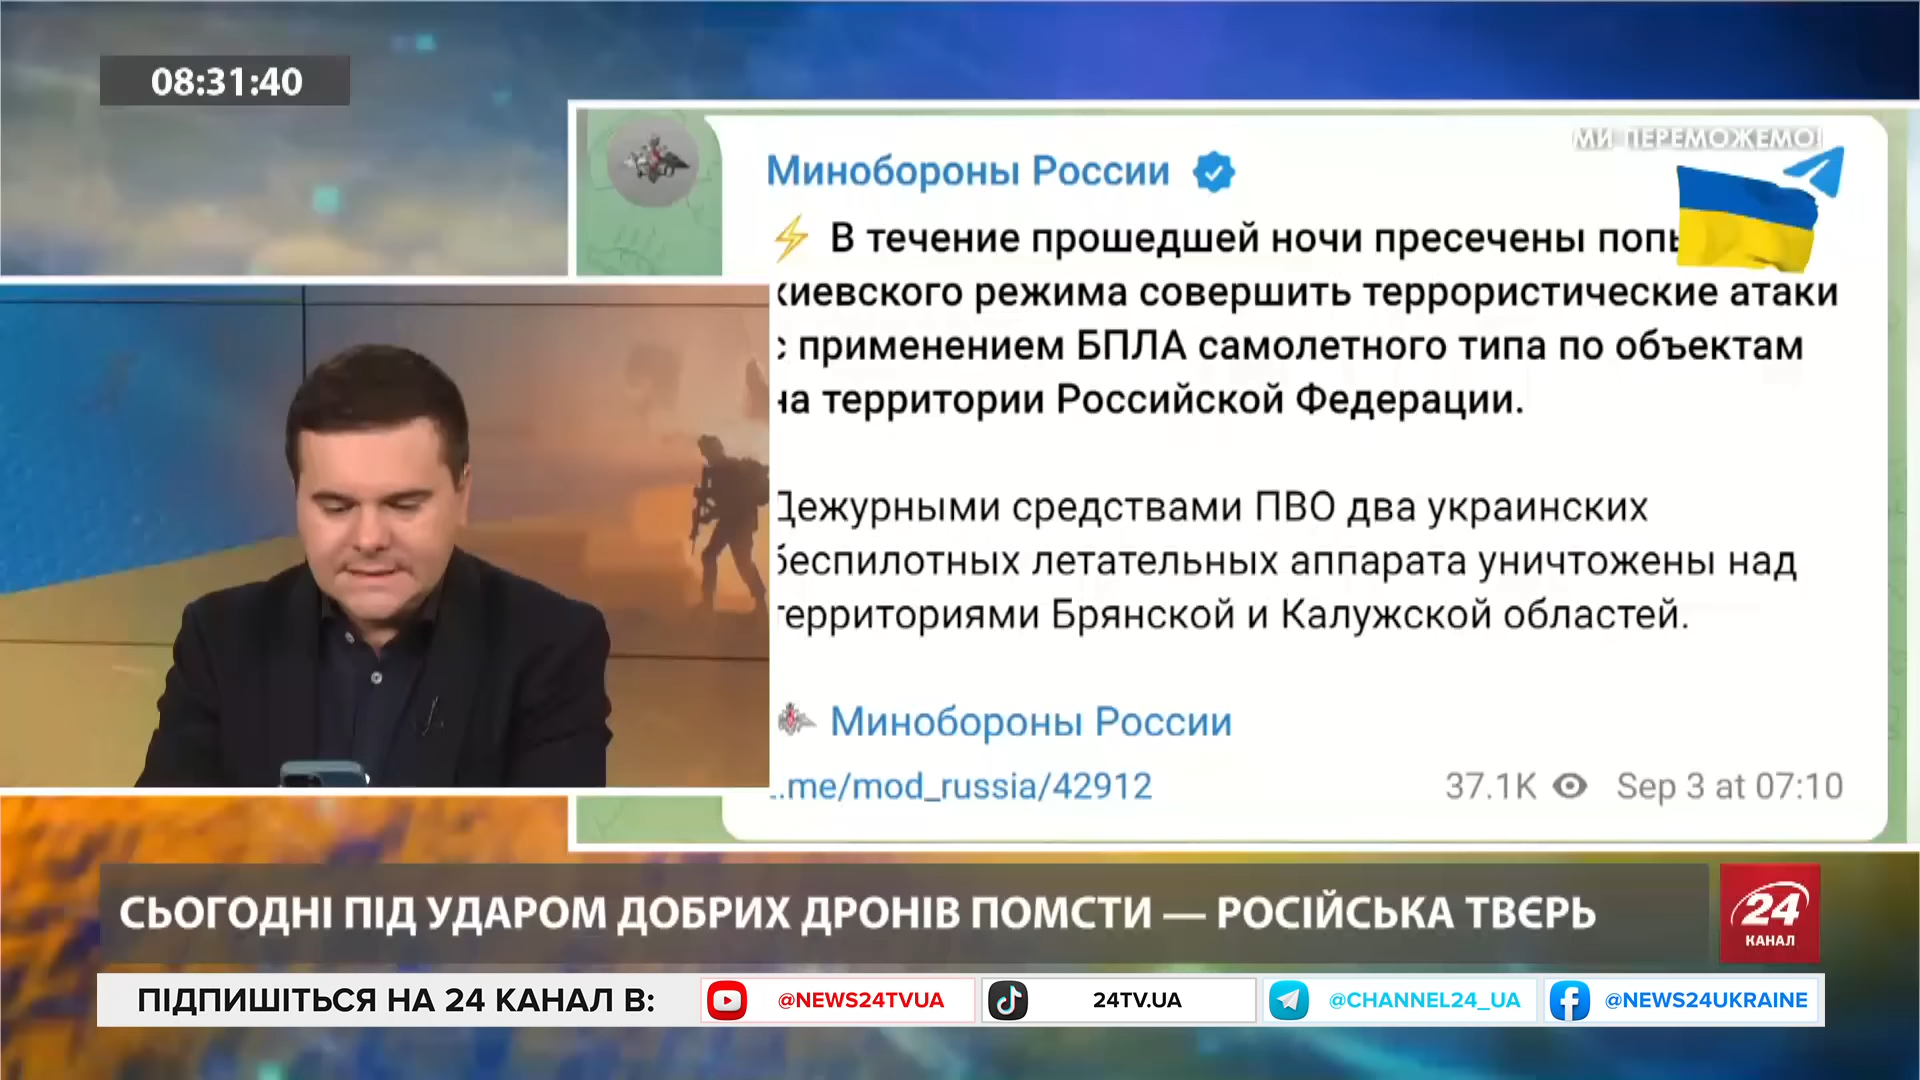 08:31:40
МИ ПЕРЕМОЖЕМО!
Минобороны России
В течение прошедшей ночи пресечены
киевского режима совершить террористические атаки
с применением БПЛА самолетного типа по объектам
на территории Российской Федерации.
Дежурными средствами ПВО два украинских
беспилотных летательных аппарата уничтожены над
территориями Брянской и Калужской областей.
Минобороны России
.me/mod_russia/42912
37.1K Sep 3 at 07:10
СЬОГОДНІ ПІД УДАРОМ ДОБРИХ ДРОНІВ ПОМСТИ — РОСІЙСЬКА ТВЄРЬ
24
КАНАЛ
ПІДПИШІТЬСЯ НА 24 КАНАЛ В: @NEWS24TVUA 24TV.UA @CHANNEL24_UA @NEWS24UKRAINE